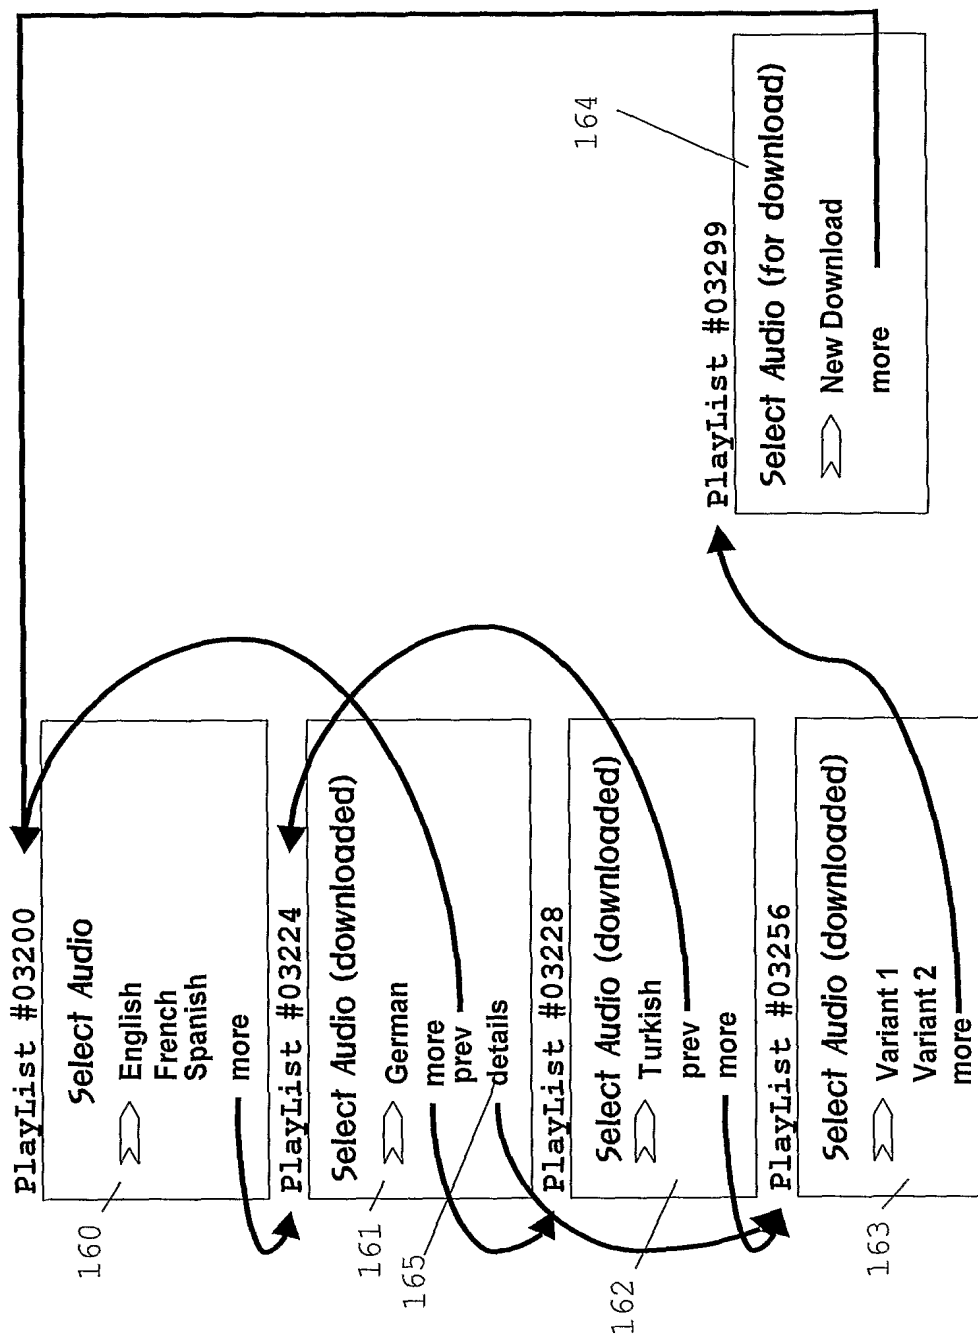 PlayList #03200
Select Audio
English
French
Spanish
more
160
PlayList #03224
Select Audio (downloaded)
German
more
prev
details
161
165
PlayList #03228
Select Audio (downloaded)
Turkish
prev
more
162
PlayList #03256
Select Audio (downloaded)
Variant 1
Variant 2
more
163
PlayList #03299
Select Audio (for download)
New Download
more
164